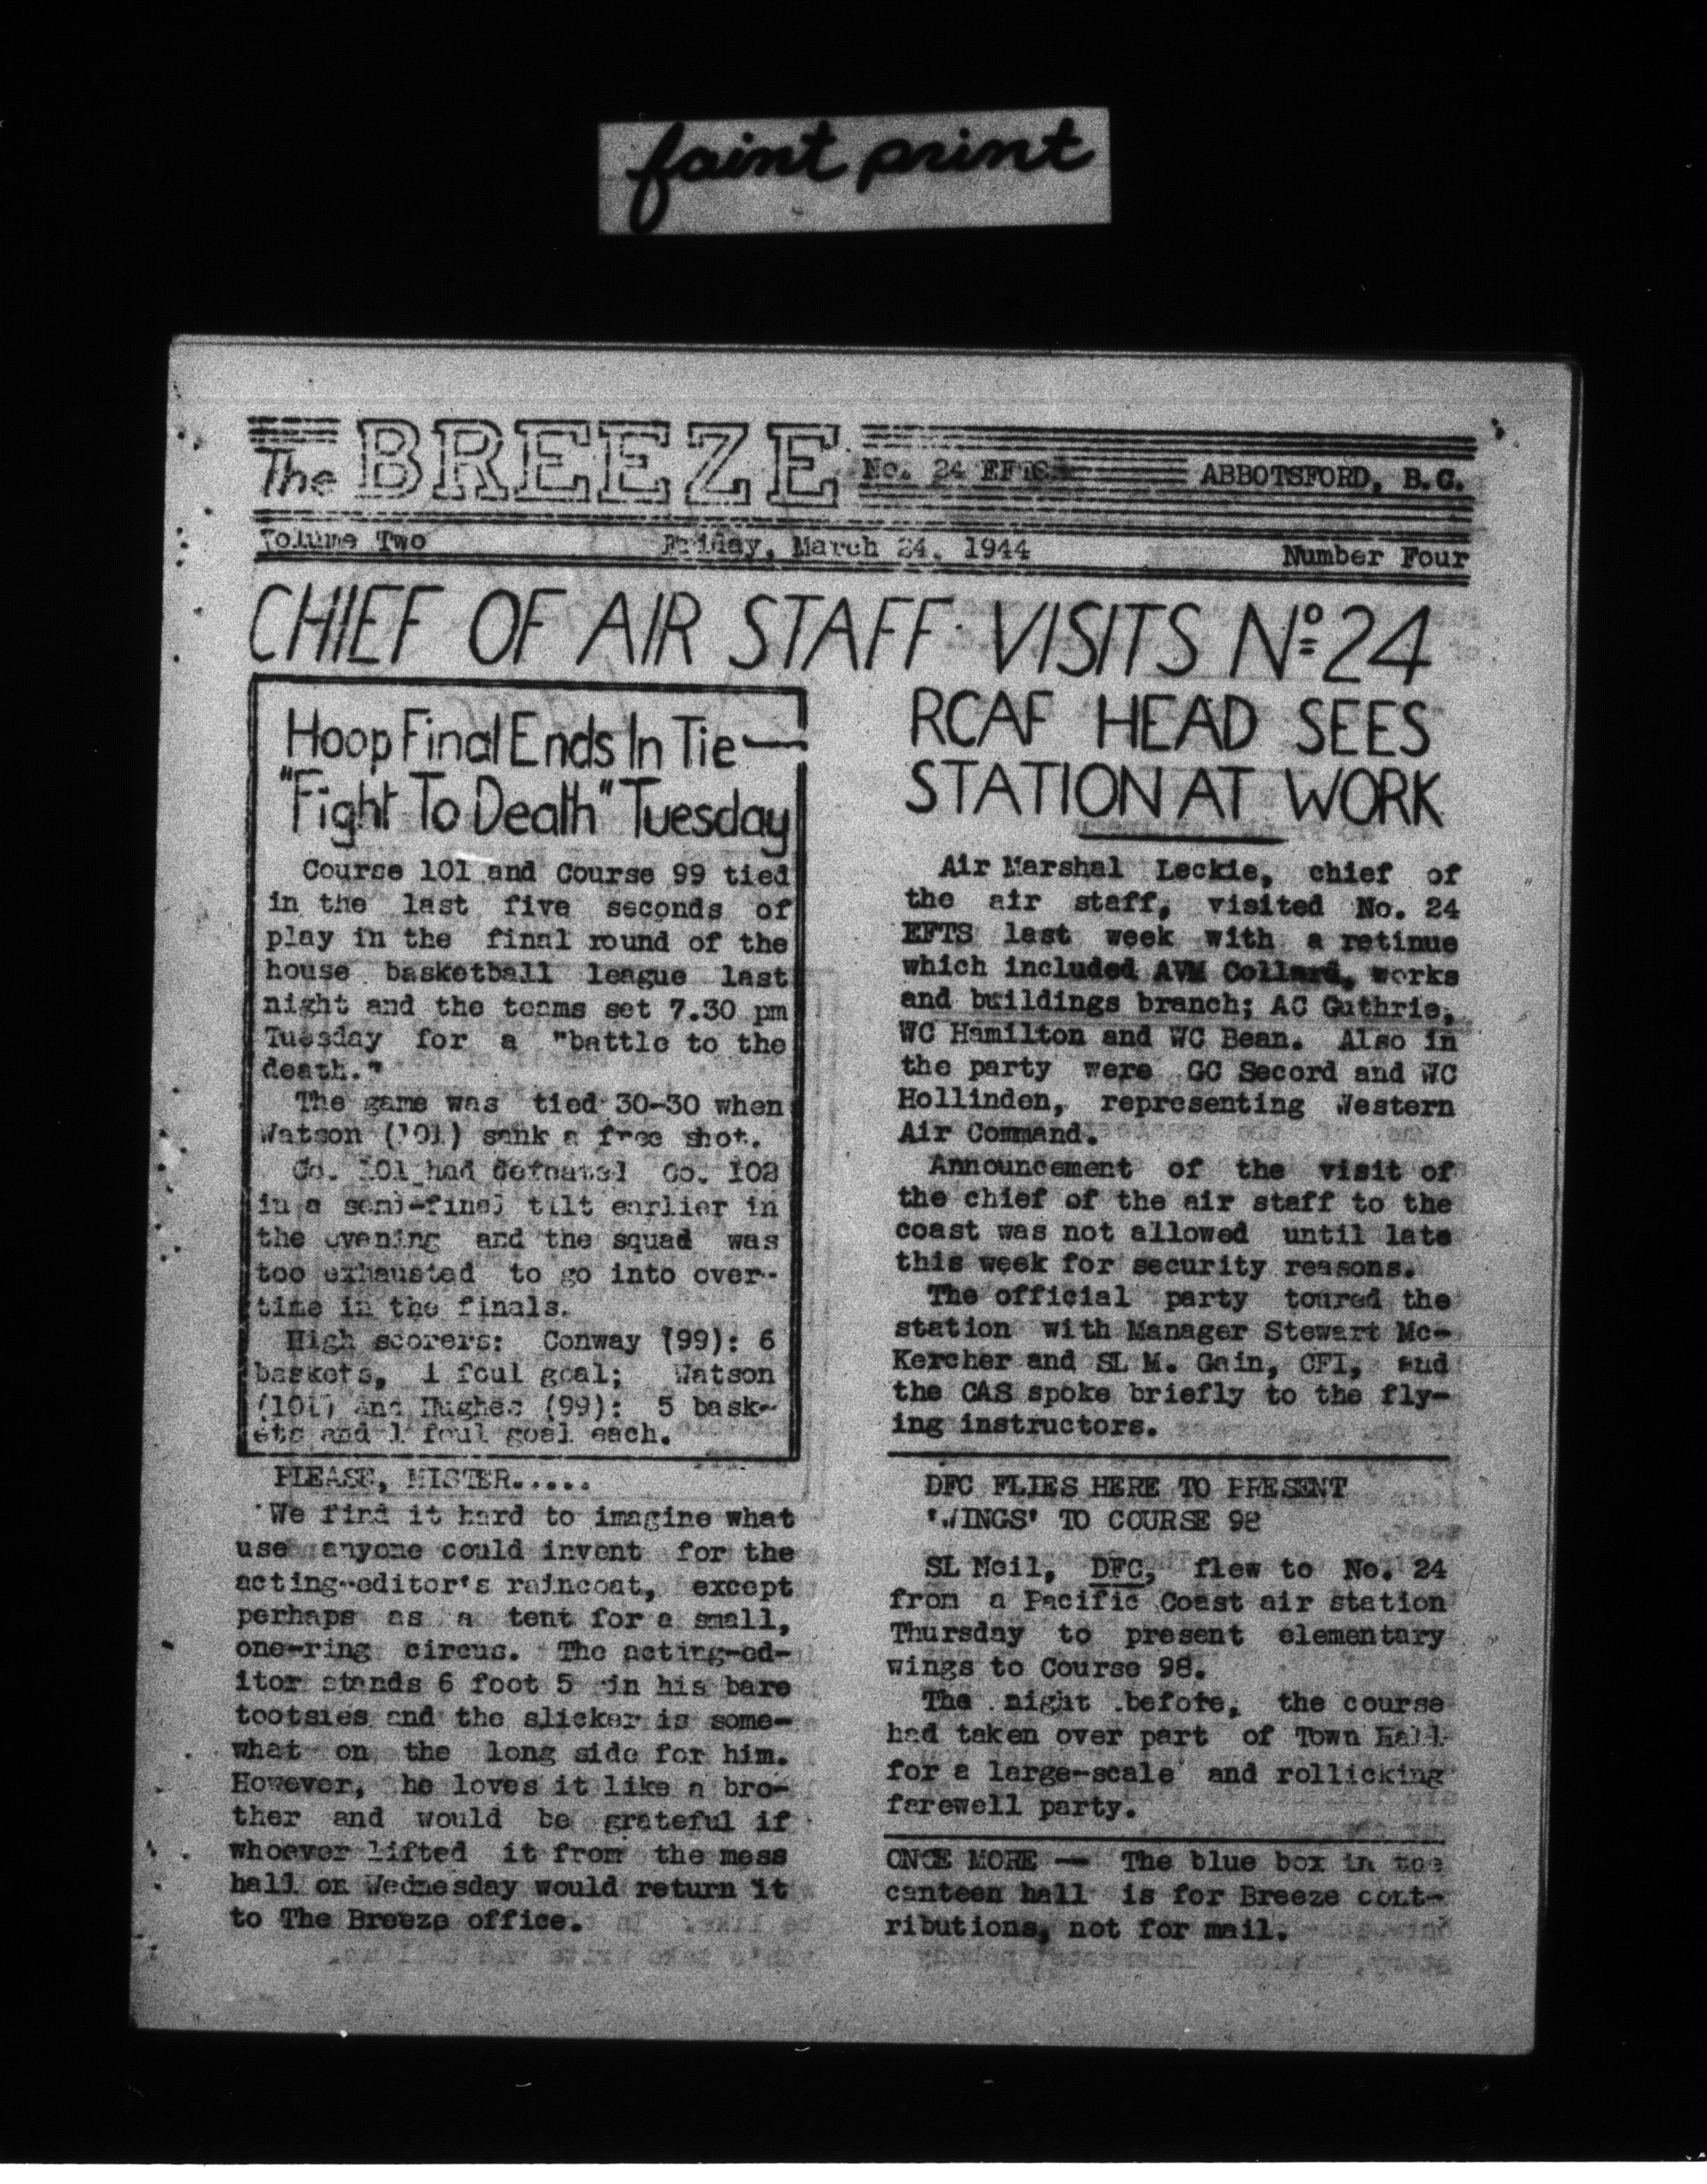 faint print
The BREEZE No. 24 EFTS ABBOTSFORD, B.C.
Volume Two Friday, March 24, 1944 Number Four
CHIEF OF AIR STAFF VISITS No 24
Hoop Final Ends In Tie—
"Fight To Death" Tuesday
Course 101 and Course 99 tied
in the last five seconds of
play in the final round of the
house basketball league last
night and the teams set 7.30 pm
Tuesday for a "battle to the
death."
The game was tied 30-30 when
Watson (101) sank a free shot.
Co. 101 had defeated Co. 102
in a semi-final tilt earlier in
the evening and the squad was
too exhausted to go into over-
time in the finals.
High scorers: Conway (99): 6
baskets, 1 foul goal; Watson
(101) and Hughes (99): 5 bask-
ets and 1 foul goal each.
PLEASE, MISTER.....
We find it hard to imagine what
use anyone could invent for the
acting-editor's raincoat, except
perhaps as a tent for a small,
one-ring circus. The acting-ed-
itor stands 6 foot 5 in his bare
tootsies and the slicker is some-
what on the long side for him.
However, he loves it like a bro-
ther and would be grateful if
whoever lifted it from the mess
hall on Wednesday would return it
to The Breeze office.
RCAF HEAD SEES
STATION AT WORK
Air Marshal Leckie, chief of
the air staff, visited No. 24
EFTS last week with a retinue
which included AVM Collard, works
and buildings branch; AC Guthrie,
WC Hamilton and WC Bean. Also in
the party were GC Secord and WC
Hollinden, representing Western
Air Command.
Announcement of the visit of
the chief of the air staff to the
coast was not allowed until late
this week for security reasons.
The official party toured the
station with Manager Stewart Mc-
Kercher and SL M. Gain, CFI, and
the CAS spoke briefly to the fly-
ing instructors.
DFC FLIES HERE TO PRESENT
'WINGS' TO COURSE 98
SL Neil, DFC, flew to No. 24
from a Pacific Coast air station
Thursday to present elementary
wings to Course 98.
The night before, the course
had taken over part of Town Hall
for a large-scale and rollicking
farewell party.
ONCE MORE — The blue box in the
canteen hall is for Breeze cont-
ributions, not for mail.